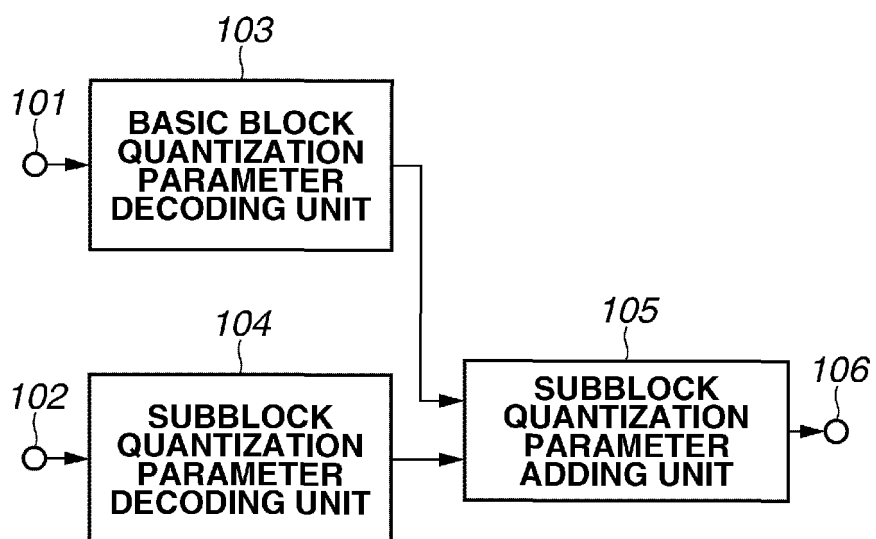 103
101
BASIC BLOCK
QUANTIZATION
PARAMETER
DECODING UNIT
104
102
SUBBLOCK
QUANTIZATION
PARAMETER
DECODING UNIT
105
SUBBLOCK
QUANTIZATION
PARAMETER
ADDING UNIT
106